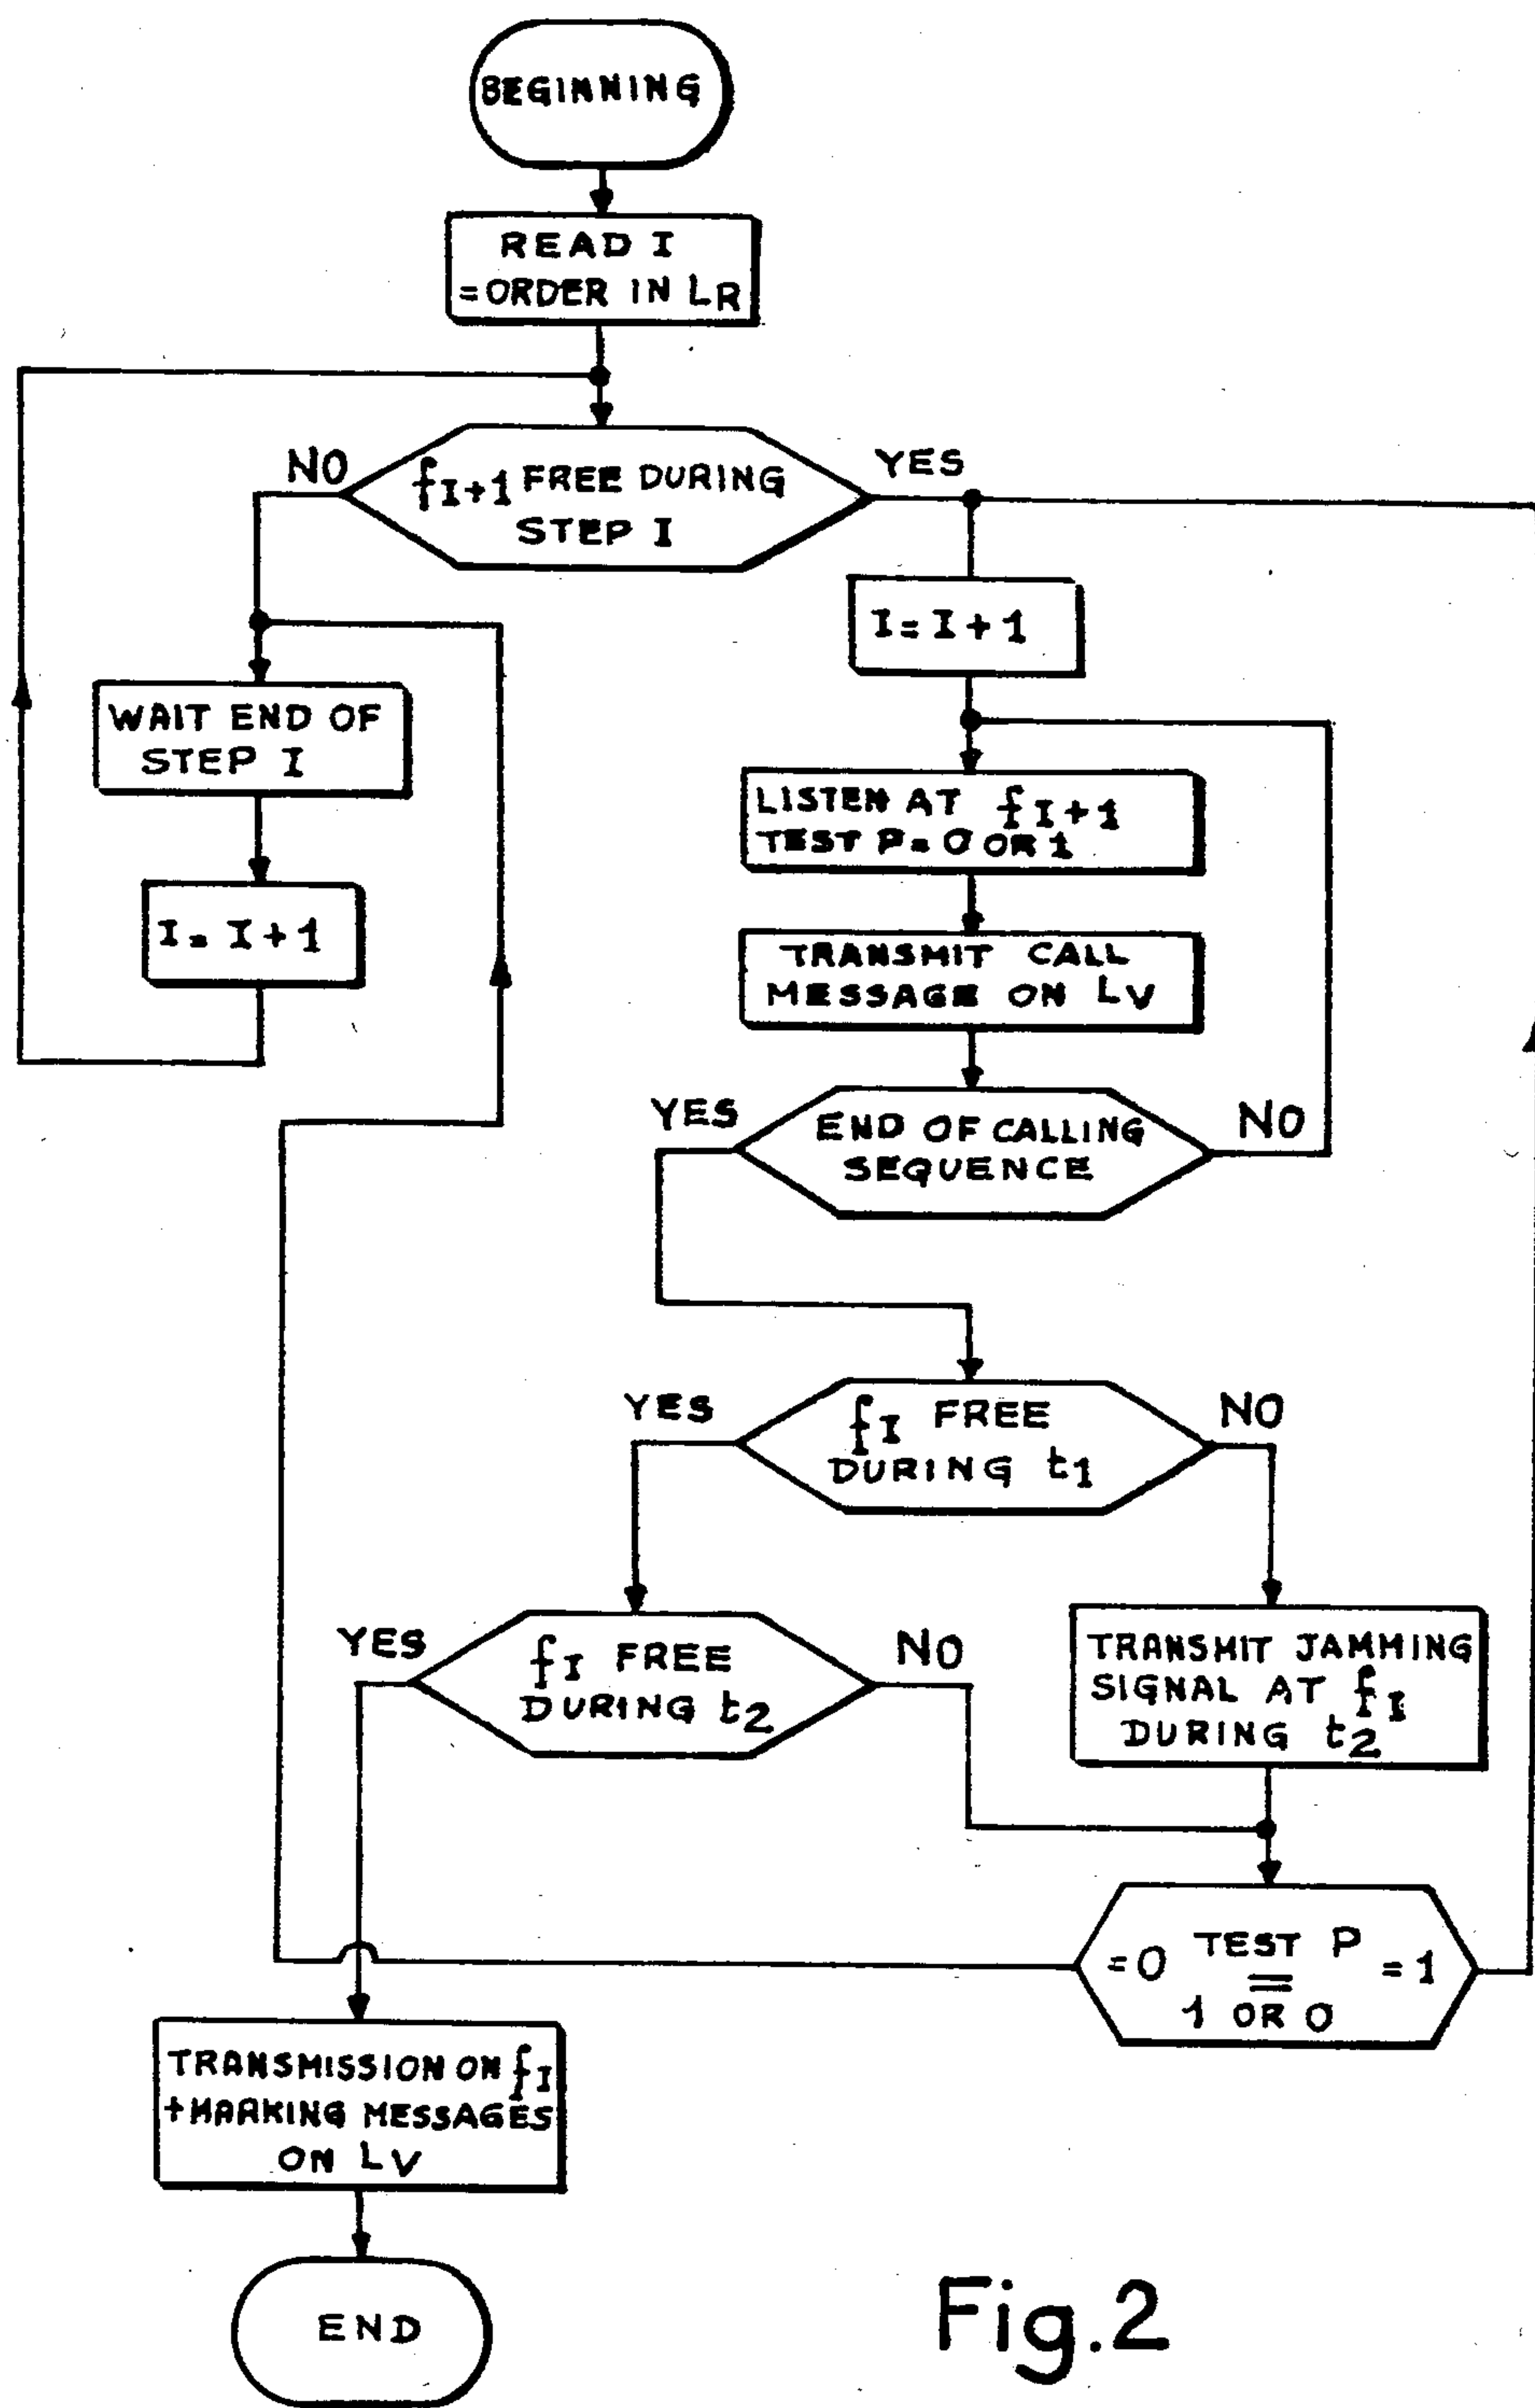 BEGINNING
READ I
=ORDER IN LR
NO
fI+1 FREE DURING
STEP I
YES
I=I+1
WAIT END OF
STEP I
I=I+1
LISTEN AT fI+1
TEST P=0 OR 1
TRANSMIT CALL
MESSAGE ON LV
YES
END OF CALLING
SEQUENCE
NO
YES
fI FREE
DURING t1
NO
YES
fI FREE
DURING t2
NO
TRANSMIT JAMMING
SIGNAL AT fI
DURING t2
=0 TEST P =1
=
1 OR 0
TRANSMISSION ON fI
+MARKING MESSAGES
ON LV
END
Fig.2